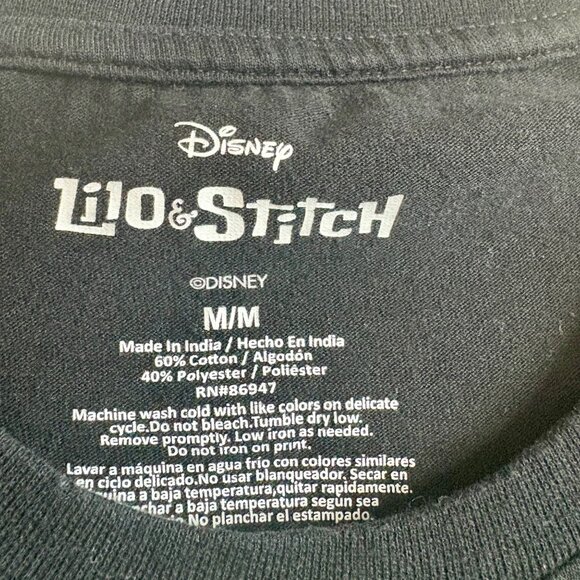 Disney
Lilo & Stitch
©DISNEY
M/M
Made In India / Hecho En India
60% Cotton / Algodón
40% Polyester / Poliéster
RN#86947
Machine wash cold with like colors on delicate
cycle.Do not bleach.Tumble dry low.
Remove promptly. Low iron as needed.
Do not iron on print.
Lavar a máquina en agua frío con colores similares
en ciclo delicado.No usar blanqueador. Secar en
a baja temperatura,quitar rapidamente.
a baja temperatura según sea
No planchar el estampado.